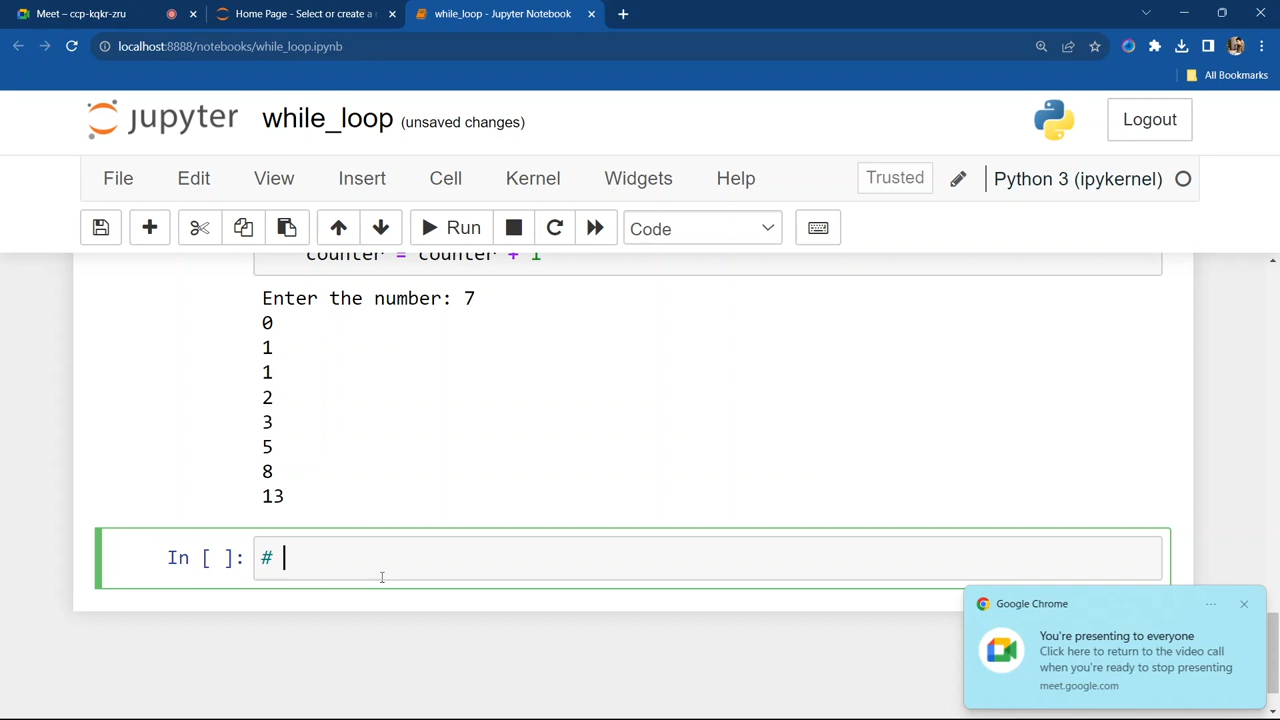 Meet – ccp-kqkr-zru
Home Page - Select or create a
while_loop - Jupyter Notebook
localhost:8888/notebooks/while_loop.ipynb
All Bookmarks
jupyter while_loop (unsaved changes)
Logout
File Edit View Insert Cell Kernel Widgets Help
Trusted
Python 3 (ipykernel)
Run
Code
counter = counter + 1
Enter the number: 7
0
1
1
2
3
5
8
13
In [ ]: #
Google Chrome
You're presenting to everyone
Click here to return to the video call
when you're ready to stop presenting
meet.google.com